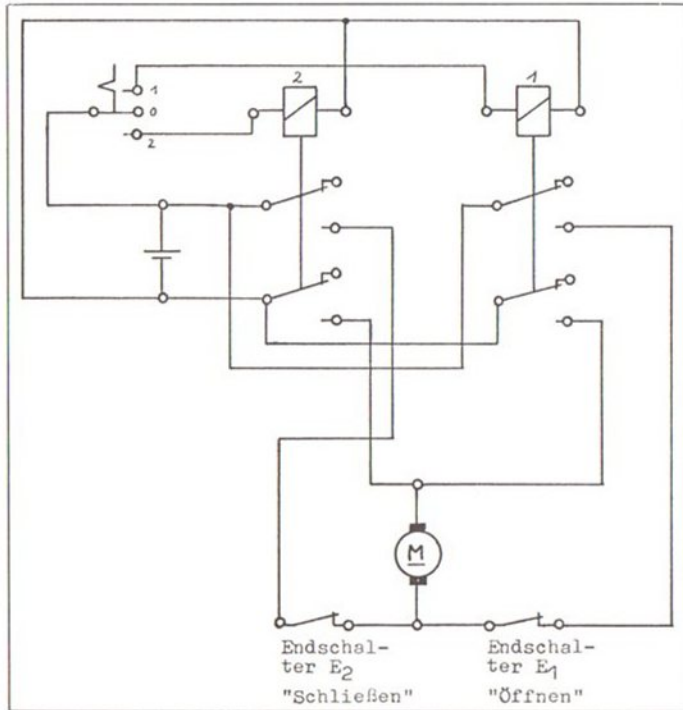 1
0
2
2
1
M
Endschal-
ter E2
"Schließen"
Endschal-
ter E1
"Öffnen"